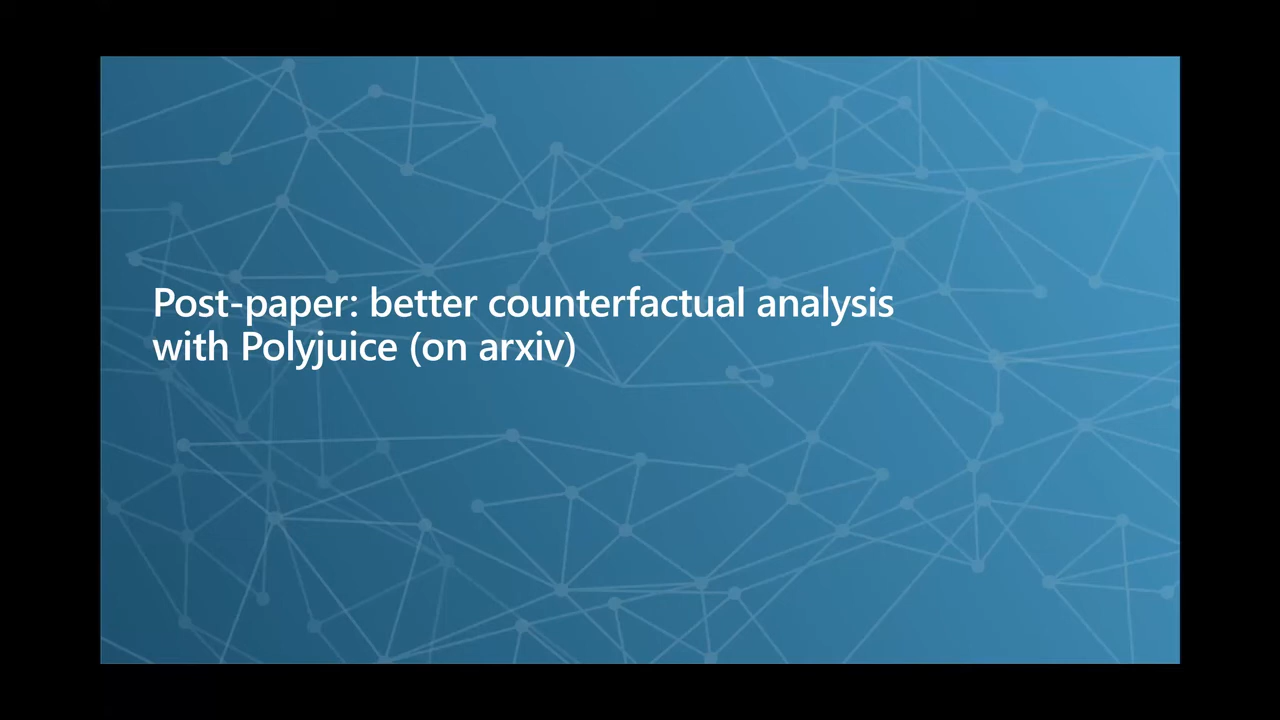 Post-paper: better counterfactual analysis
with Polyjuice (on arxiv)